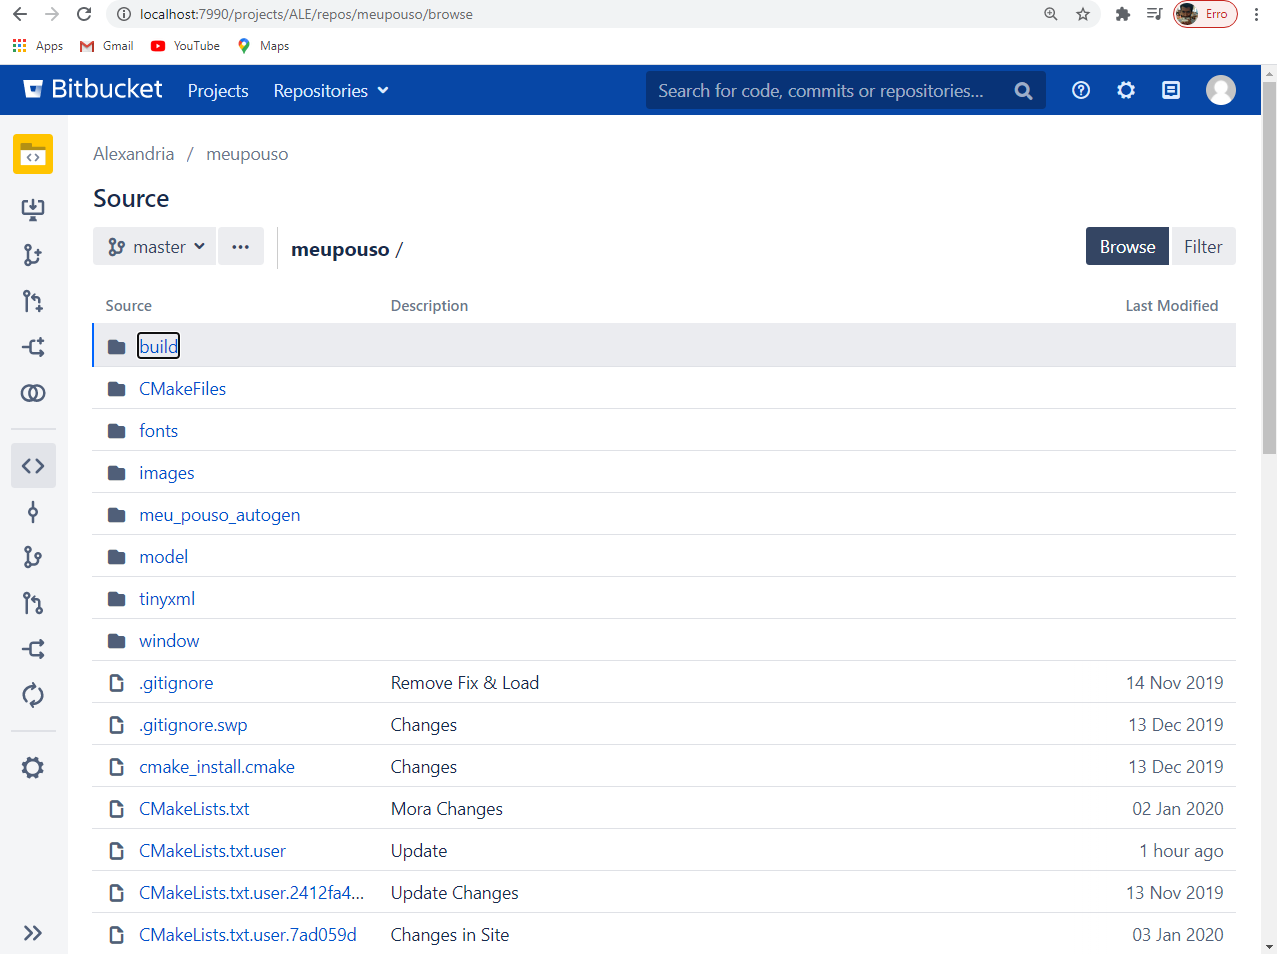 localhost:7990/projects/ALE/repos/meupouso/browse
Erro
Apps Gmail YouTube Maps
Bitbucket Projects Repositories Search for code, commits or repositories...
Alexandria / meupouso
Source
master ... meupouso / Browse Filter
Source Description Last Modified
build
CMakeFiles
fonts
images
meu_pouso_autogen
model
tinyxml
window
.gitignore Remove Fix & Load 14 Nov 2019
.gitignore.swp Changes 13 Dec 2019
cmake_install.cmake Changes 13 Dec 2019
CMakeLists.txt Mora Changes 02 Jan 2020
CMakeLists.txt.user Update 1 hour ago
CMakeLists.txt.user.2412fa4... Update Changes 13 Nov 2019
CMakeLists.txt.user.7ad059d Changes in Site 03 Jan 2020